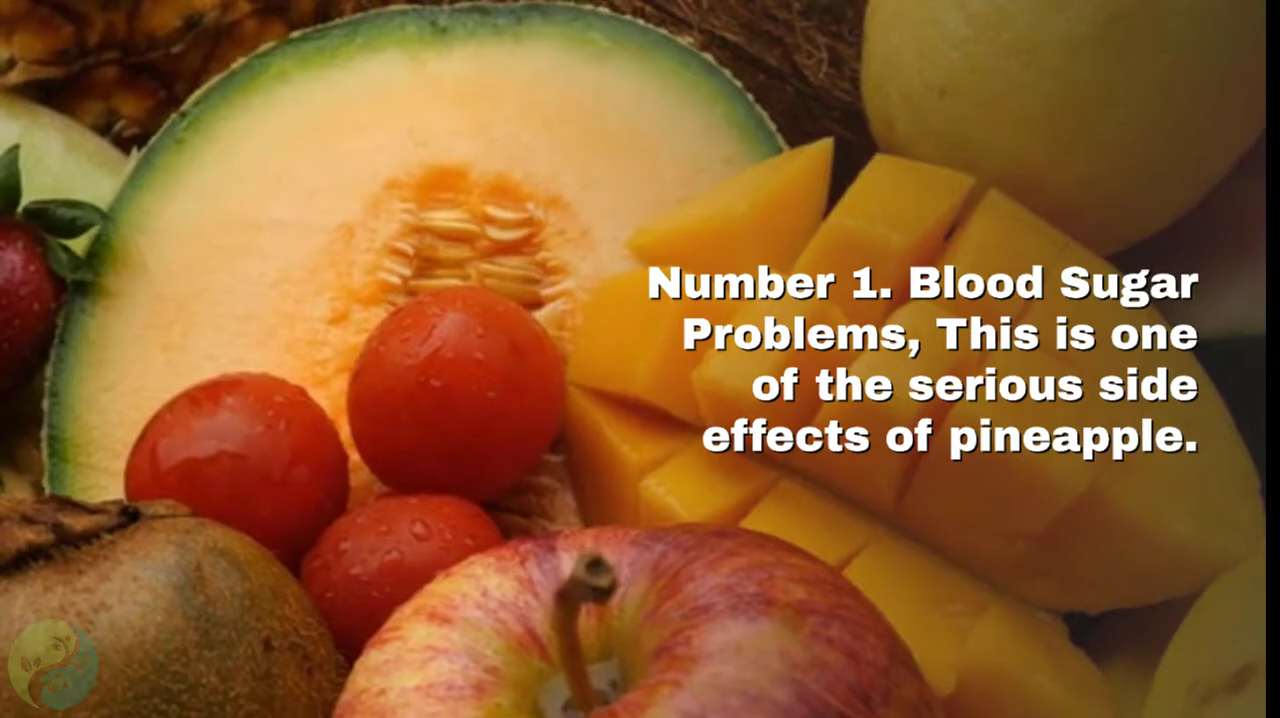 Number 1. Blood Sugar
Problems, This is one
of the serious side
effects of pineapple.